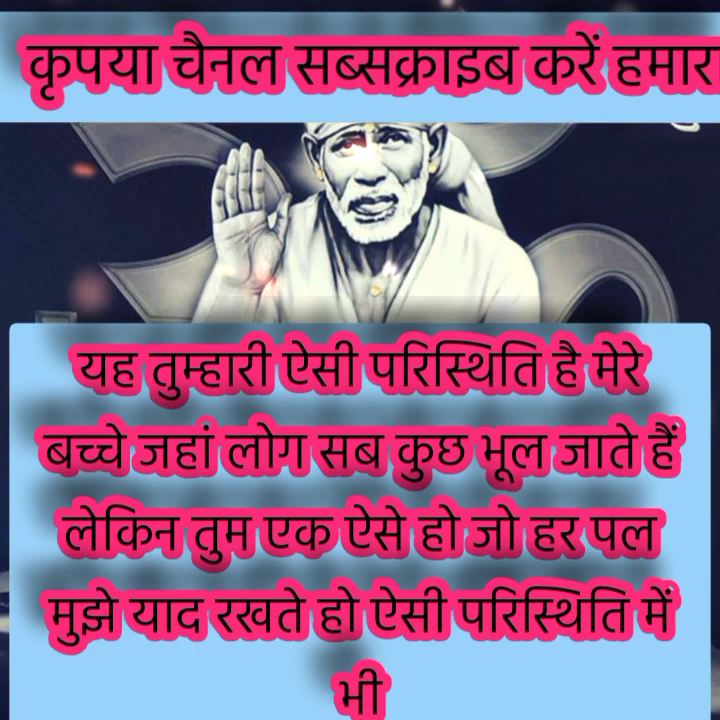 कृपया चैनल सब्सक्राइब करें हमार
यह तुम्हारी ऐसी परिस्थिति है मेरे
बच्चे जहां लोग सब कुछ भूल जाते हैं
लेकिन तुम एक ऐसे हो जो हर पल
मुझे याद रखते हो ऐसी परिस्थिति में
भी